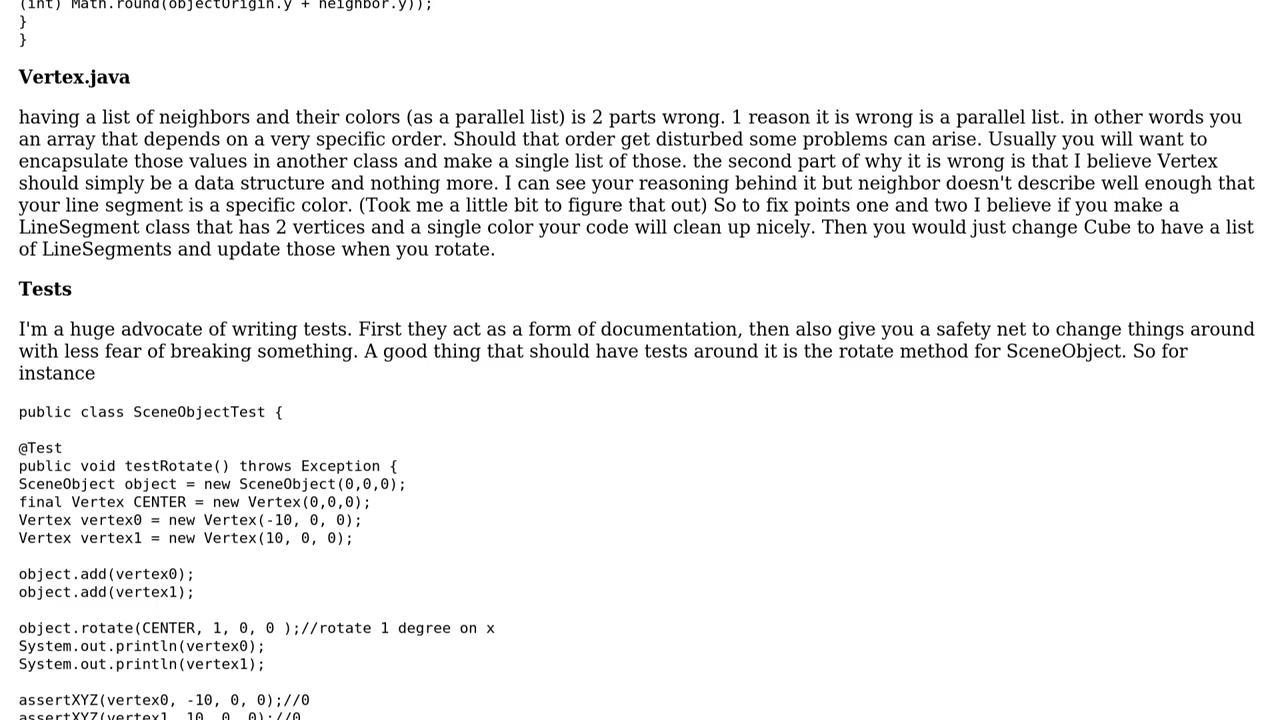 (int) Math.round(objectOrigin.y + neighbor.y));
}
}
Vertex.java
having a list of neighbors and their colors (as a parallel list) is 2 parts wrong. 1 reason it is wrong is a parallel list. in other words you
an array that depends on a very specific order. Should that order get disturbed some problems can arise. Usually you will want to
encapsulate those values in another class and make a single list of those. the second part of why it is wrong is that I believe Vertex
should simply be a data structure and nothing more. I can see your reasoning behind it but neighbor doesn't describe well enough that
your line segment is a specific color. (Took me a little bit to figure that out) So to fix points one and two I believe if you make a
LineSegment class that has 2 vertices and a single color your code will clean up nicely. Then you would just change Cube to have a list
of LineSegments and update those when you rotate.
Tests
I'm a huge advocate of writing tests. First they act as a form of documentation, then also give you a safety net to change things around
with less fear of breaking something. A good thing that should have tests around it is the rotate method for SceneObject. So for
instance
public class SceneObjectTest {
@Test
public void testRotate() throws Exception {
SceneObject object = new SceneObject(0,0,0);
final Vertex CENTER = new Vertex(0,0,0);
Vertex vertex0 = new Vertex(-10, 0, 0);
Vertex vertex1 = new Vertex(10, 0, 0);
object.add(vertex0);
object.add(vertex1);
object.rotate(CENTER, 1, 0, 0 );//rotate 1 degree on x
System.out.println(vertex0);
System.out.println(vertex1);
assertXYZ(vertex0, -10, 0, 0);//0
assertXYZ(vertex1, 10, 0, 0);//0